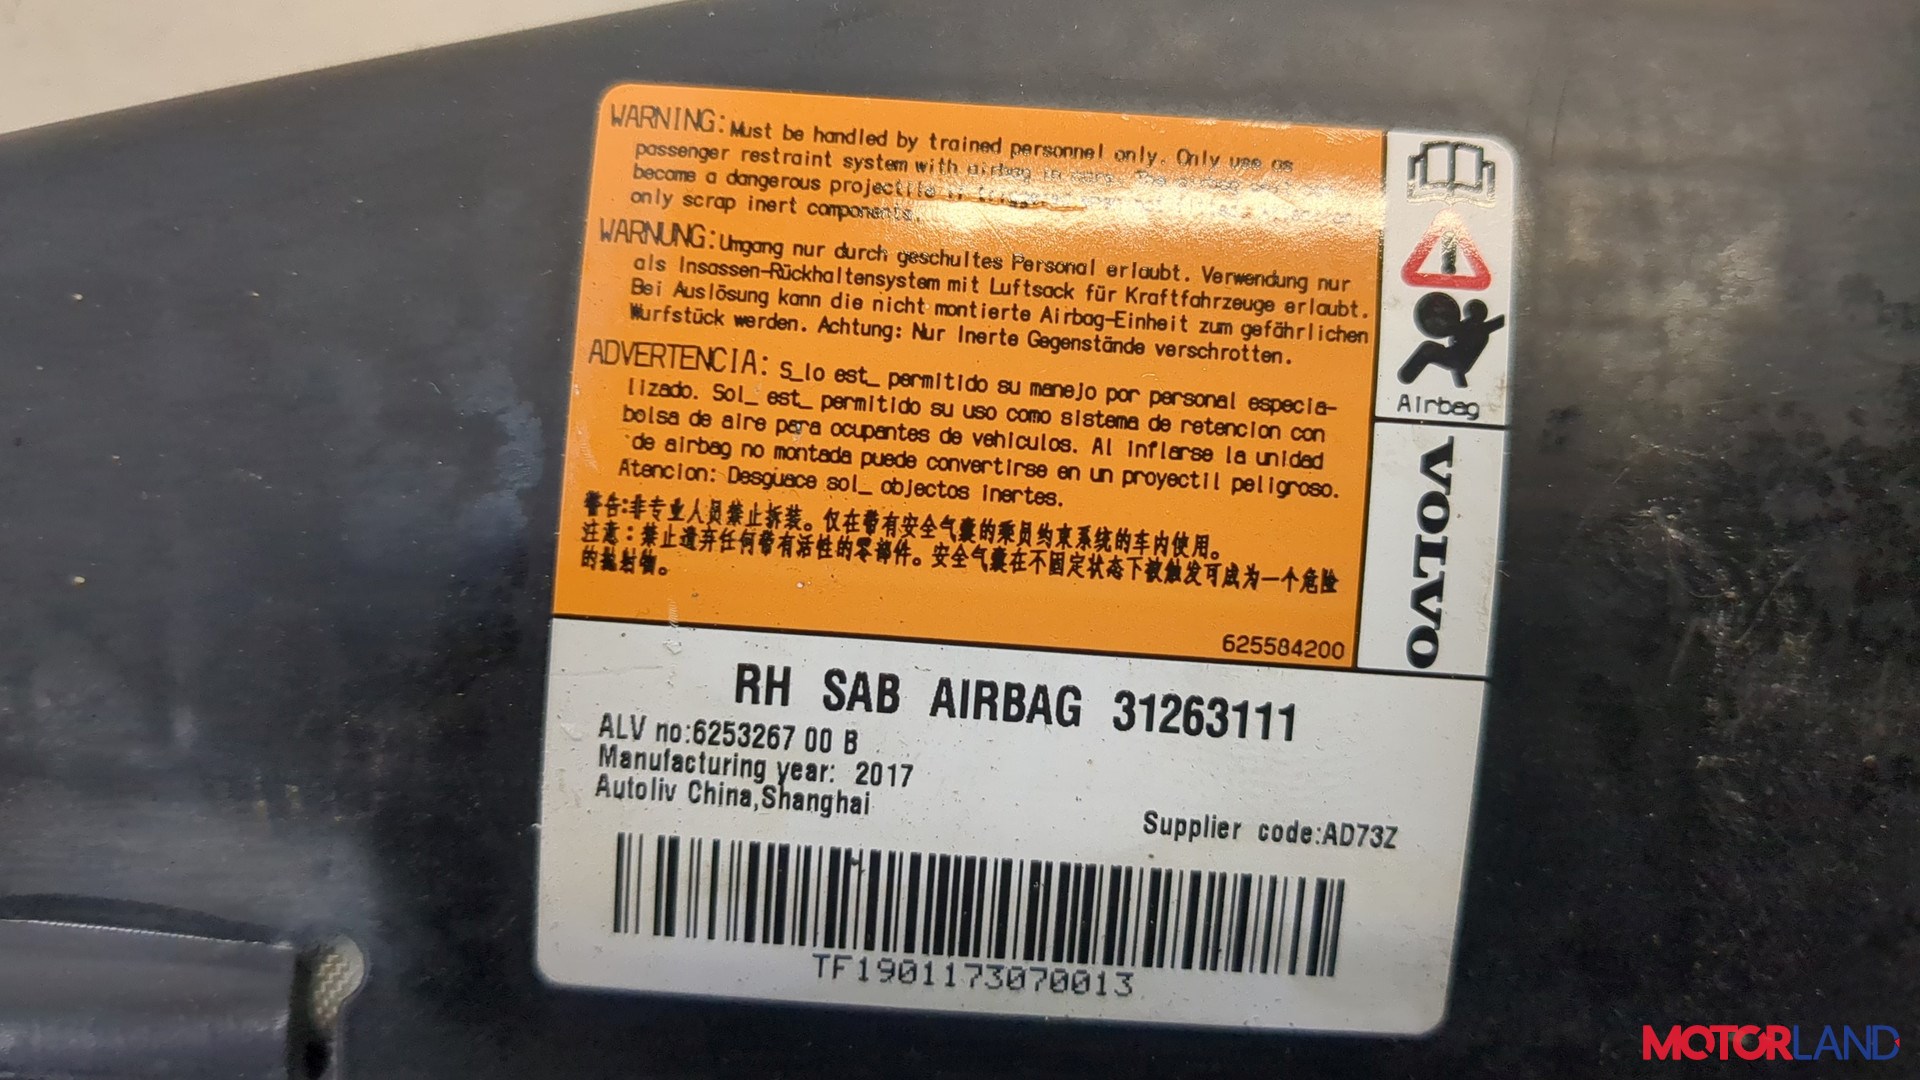 WARNING: Must be handled by trained personnel only. Only use as
passenger restraint system with airbag in cars. The airbag unit
become a dangerous projectile if triggered when not
only scrap inert components.
WARNUNG: Umgang nur durch geschultes Personal erlaubt. Verwendung nur
als Insassen-Rückhaltensystem mit Luftsack für Kraftfahrzeuge erlaubt.
Bei Auslösung kann die nicht montierte Airbag-Einheit zum gefährlichen
Wurfstück werden. Achtung: Nur Inerte Gegenstände verschrotten.
ADVERTENCIA: S_lo est_ permitido su manejo por personal especia-
lizado. Sol_ est_ permitido su uso como sistema de retencion con
bolsa de aire para ocupantes de vehiculos. Al inflarse la unidad
de airbag no montada puede convertirse en un proyectil peligroso.
Atencion: Desguace sol_ objectos inertes.
警告:非专业人员禁止拆装。仅在带有安全气囊的乘员约束系统的车内使用。
注意:禁止遗弃任何带有活性的零部件。安全气囊在不固定状态下被触发可成为一个危险
的抛射物。
625584200
Airbag
VOLVO
RH SAB AIRBAG 31263111
ALV no:6253267 00 B
Manufacturing year: 2017
Autoliv China,Shanghai
Supplier code:AD73Z
TF1901173070013
MOTORLAND